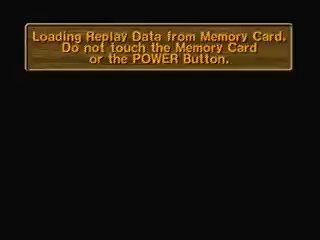 Loading Replay Data from Memory Card.
Do not touch the Memory Card
or the POWER Button.